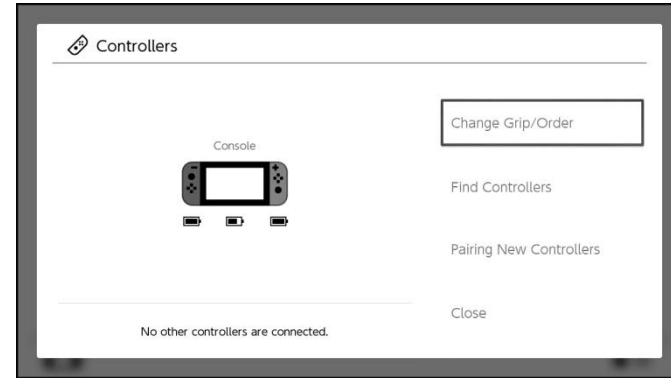 Controllers
Console
No other controllers are connected.
Change Grip/Order
Find Controllers
Pairing New Controllers
Close